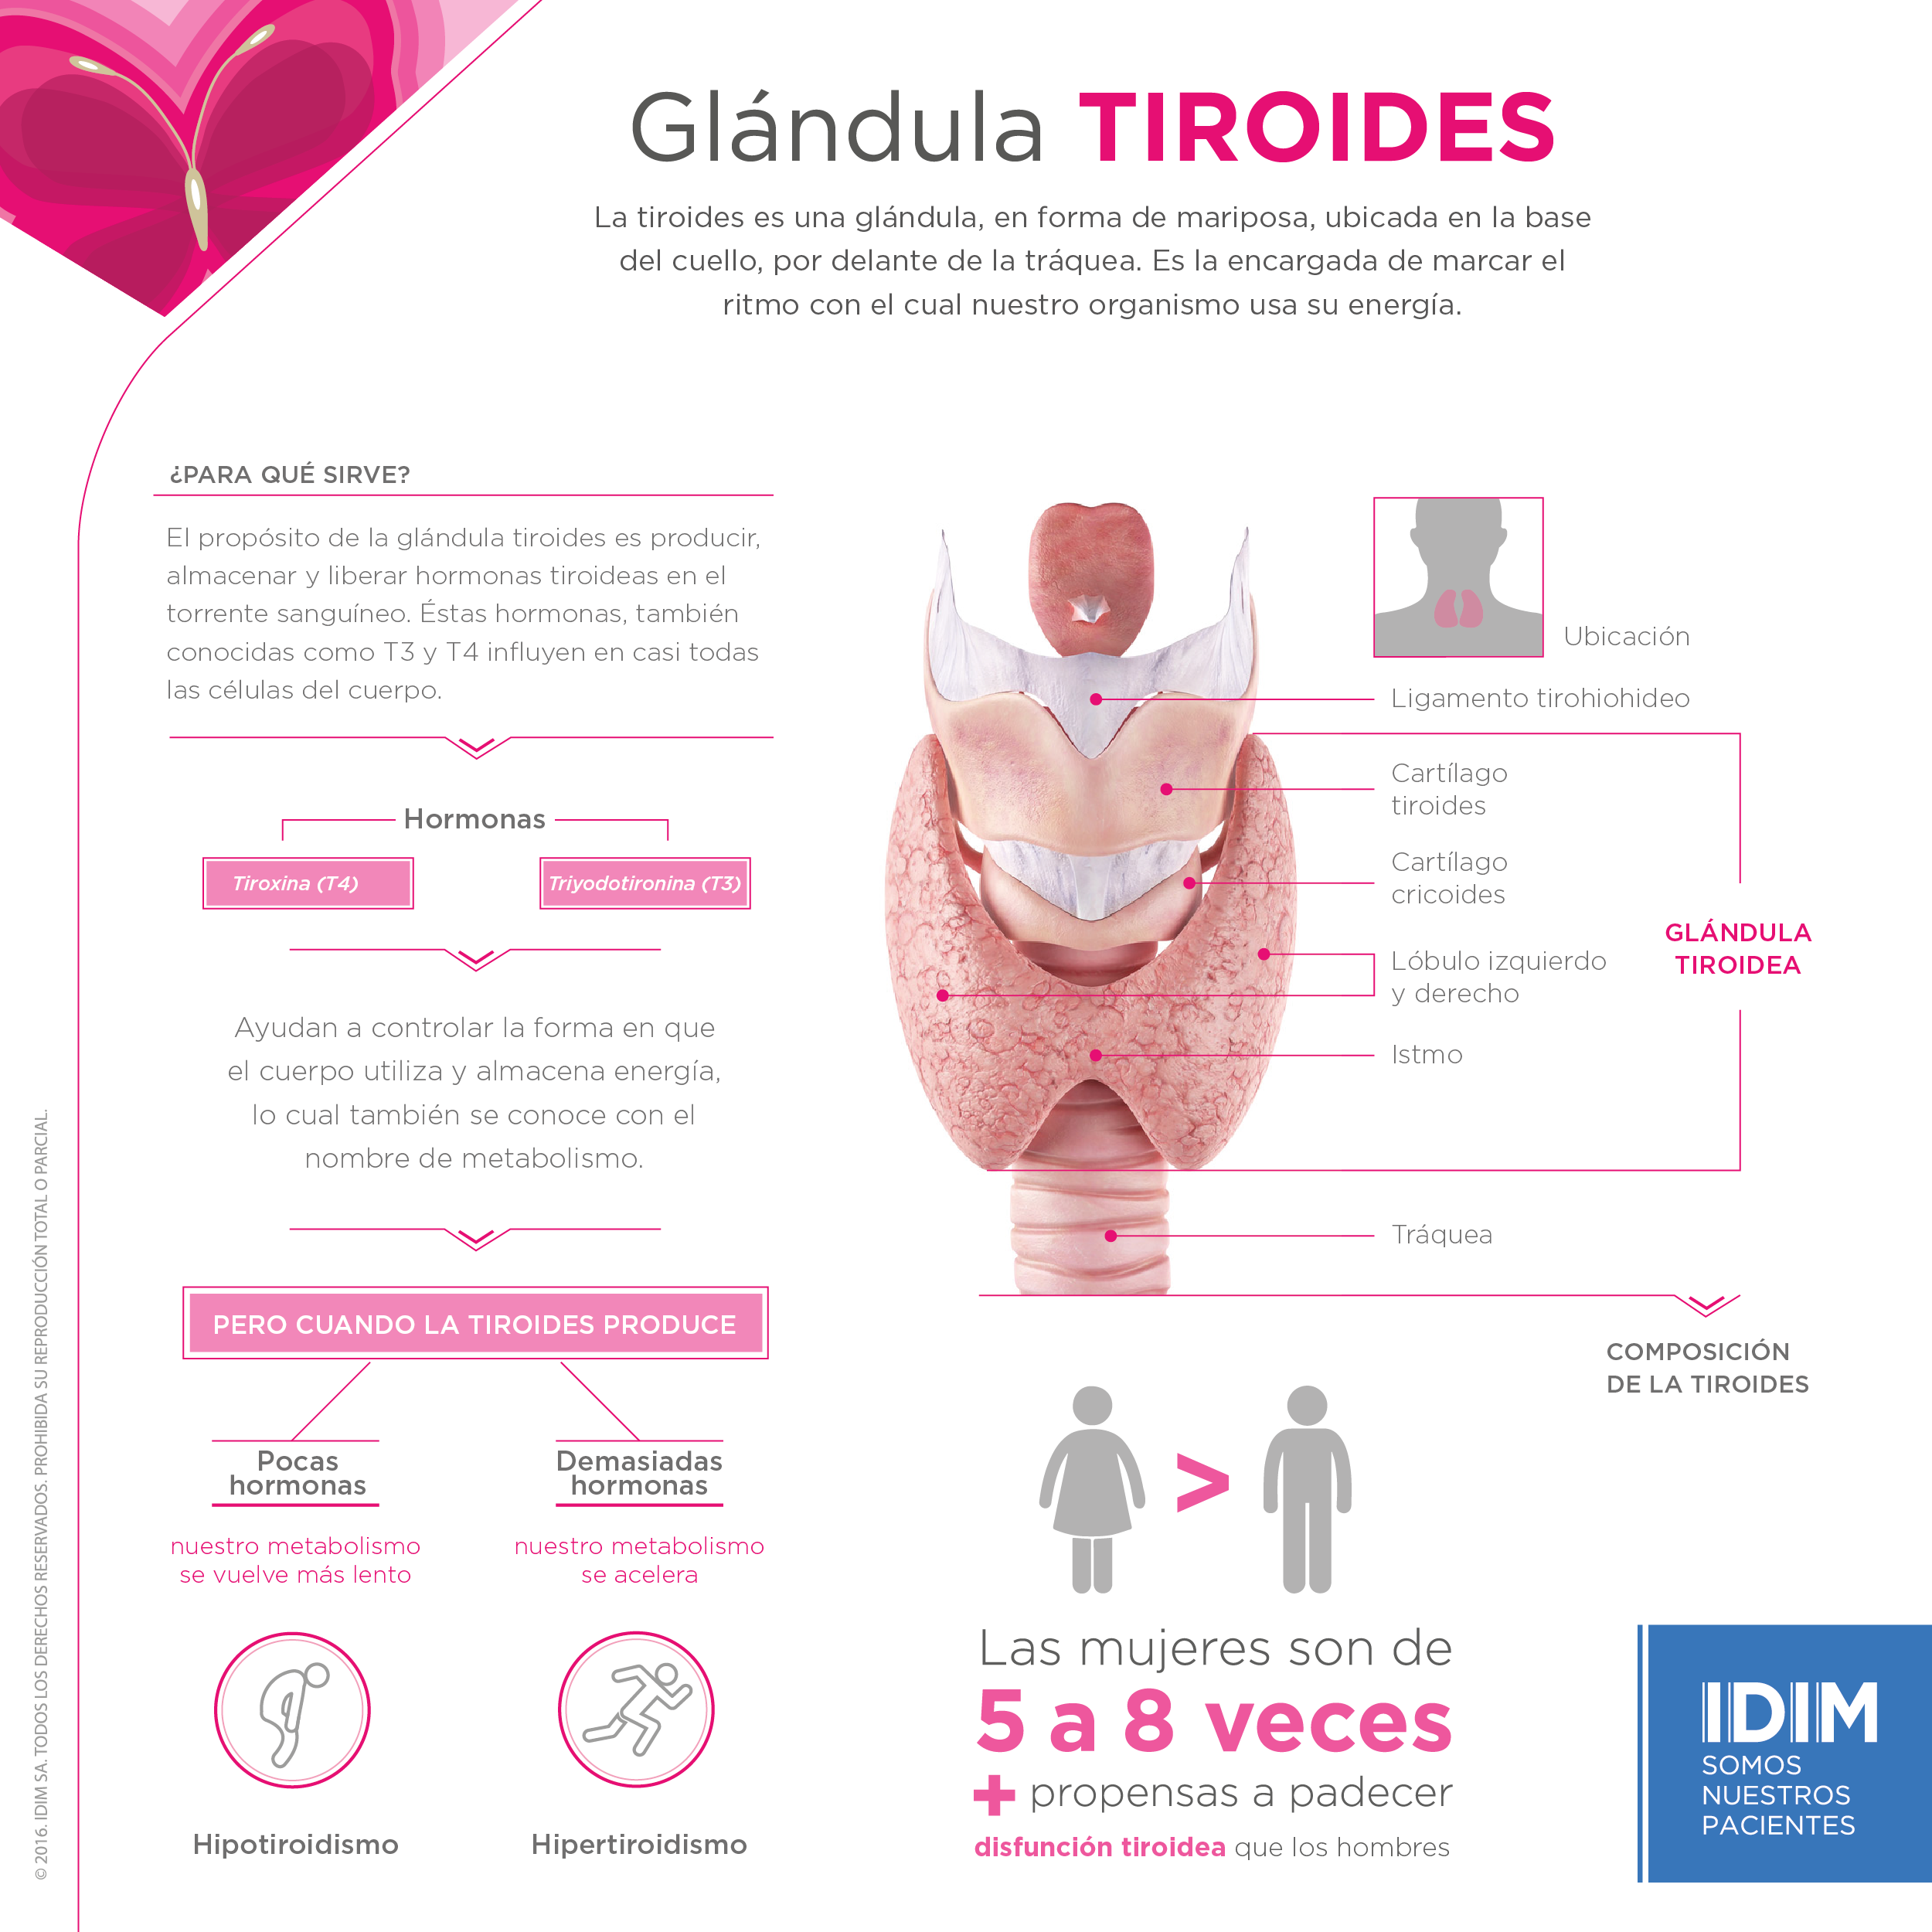 Glándula TIROIDES
La tiroides es una glándula, en forma de mariposa, ubicada en la base
del cuello, por delante de la tráquea. Es la encargada de marcar el
ritmo con el cual nuestro organismo usa su energía.
¿PARA QUÉ SIRVE?
El propósito de la glándula tiroides es producir,
almacenar y liberar hormonas tiroideas en el
torrente sanguíneo. Éstas hormonas, también
conocidas como T3 y T4 influyen en casi todas
las células del cuerpo.
Hormonas
Tiroxina (T4)
Triyodotironina (T3)
Ayudan a controlar la forma en que
el cuerpo utiliza y almacena energía,
lo cual también se conoce con el
nombre de metabolismo.
PERO CUANDO LA TIROIDES PRODUCE
Pocas
hormonas
nuestro metabolismo
se vuelve más lento
Hipotiroidismo
Demasiadas
hormonas
nuestro metabolismo
se acelera
Hipertiroidismo
Ubicación
Ligamento tirohiohideo
Cartílago
tiroides
Cartílago
cricoides
Lóbulo izquierdo
y derecho
Istmo
GLÁNDULA
TIROIDEA
Tráquea
COMPOSICIÓN
DE LA TIROIDES
>
Las mujeres son de
5 a 8 veces
+ propensas a padecer
disfunción tiroidea que los hombres
IDIM
SOMOS
NUESTROS
PACIENTES
© 2016. IDIM SA. TODOS LOS DERECHOS RESERVADOS. PROHIBIDA SU REPRODUCCIÓN TOTAL O PARCIAL.